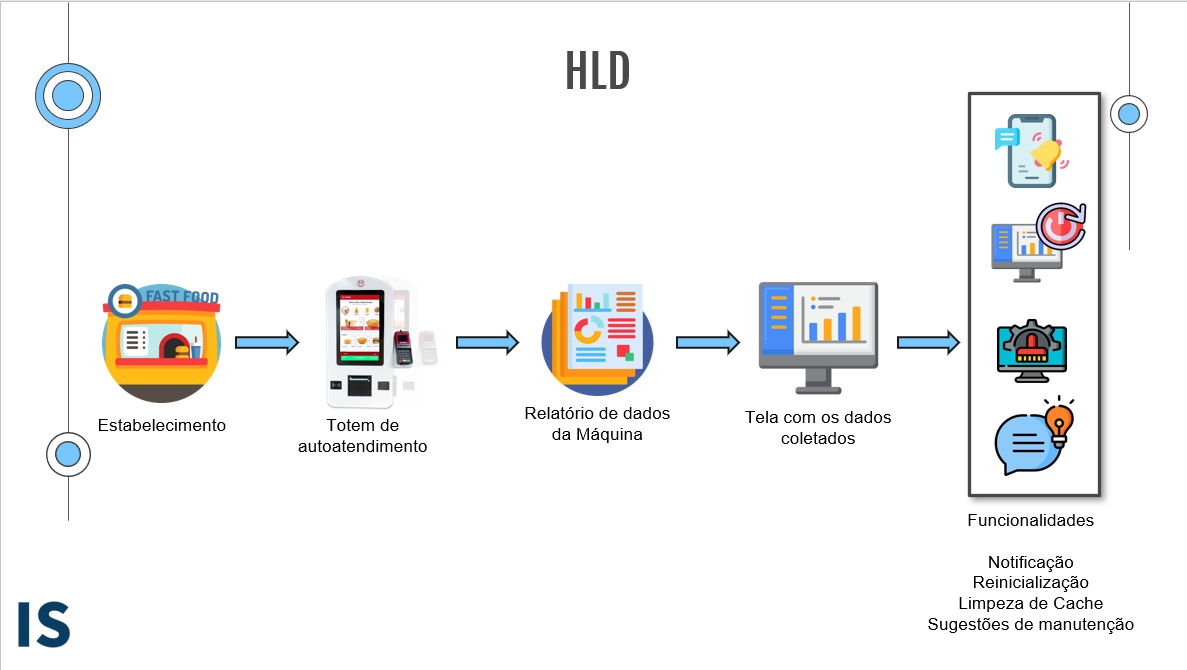 HLD
FAST FOOD
Estabelecimento
Totem de
autoatendimento
Relatório de dados
da Máquina
Tela com os dados
coletados
Funcionalidades
Notificação
Reinicialização
Limpeza de Cache
Sugestões de manutenção
IS